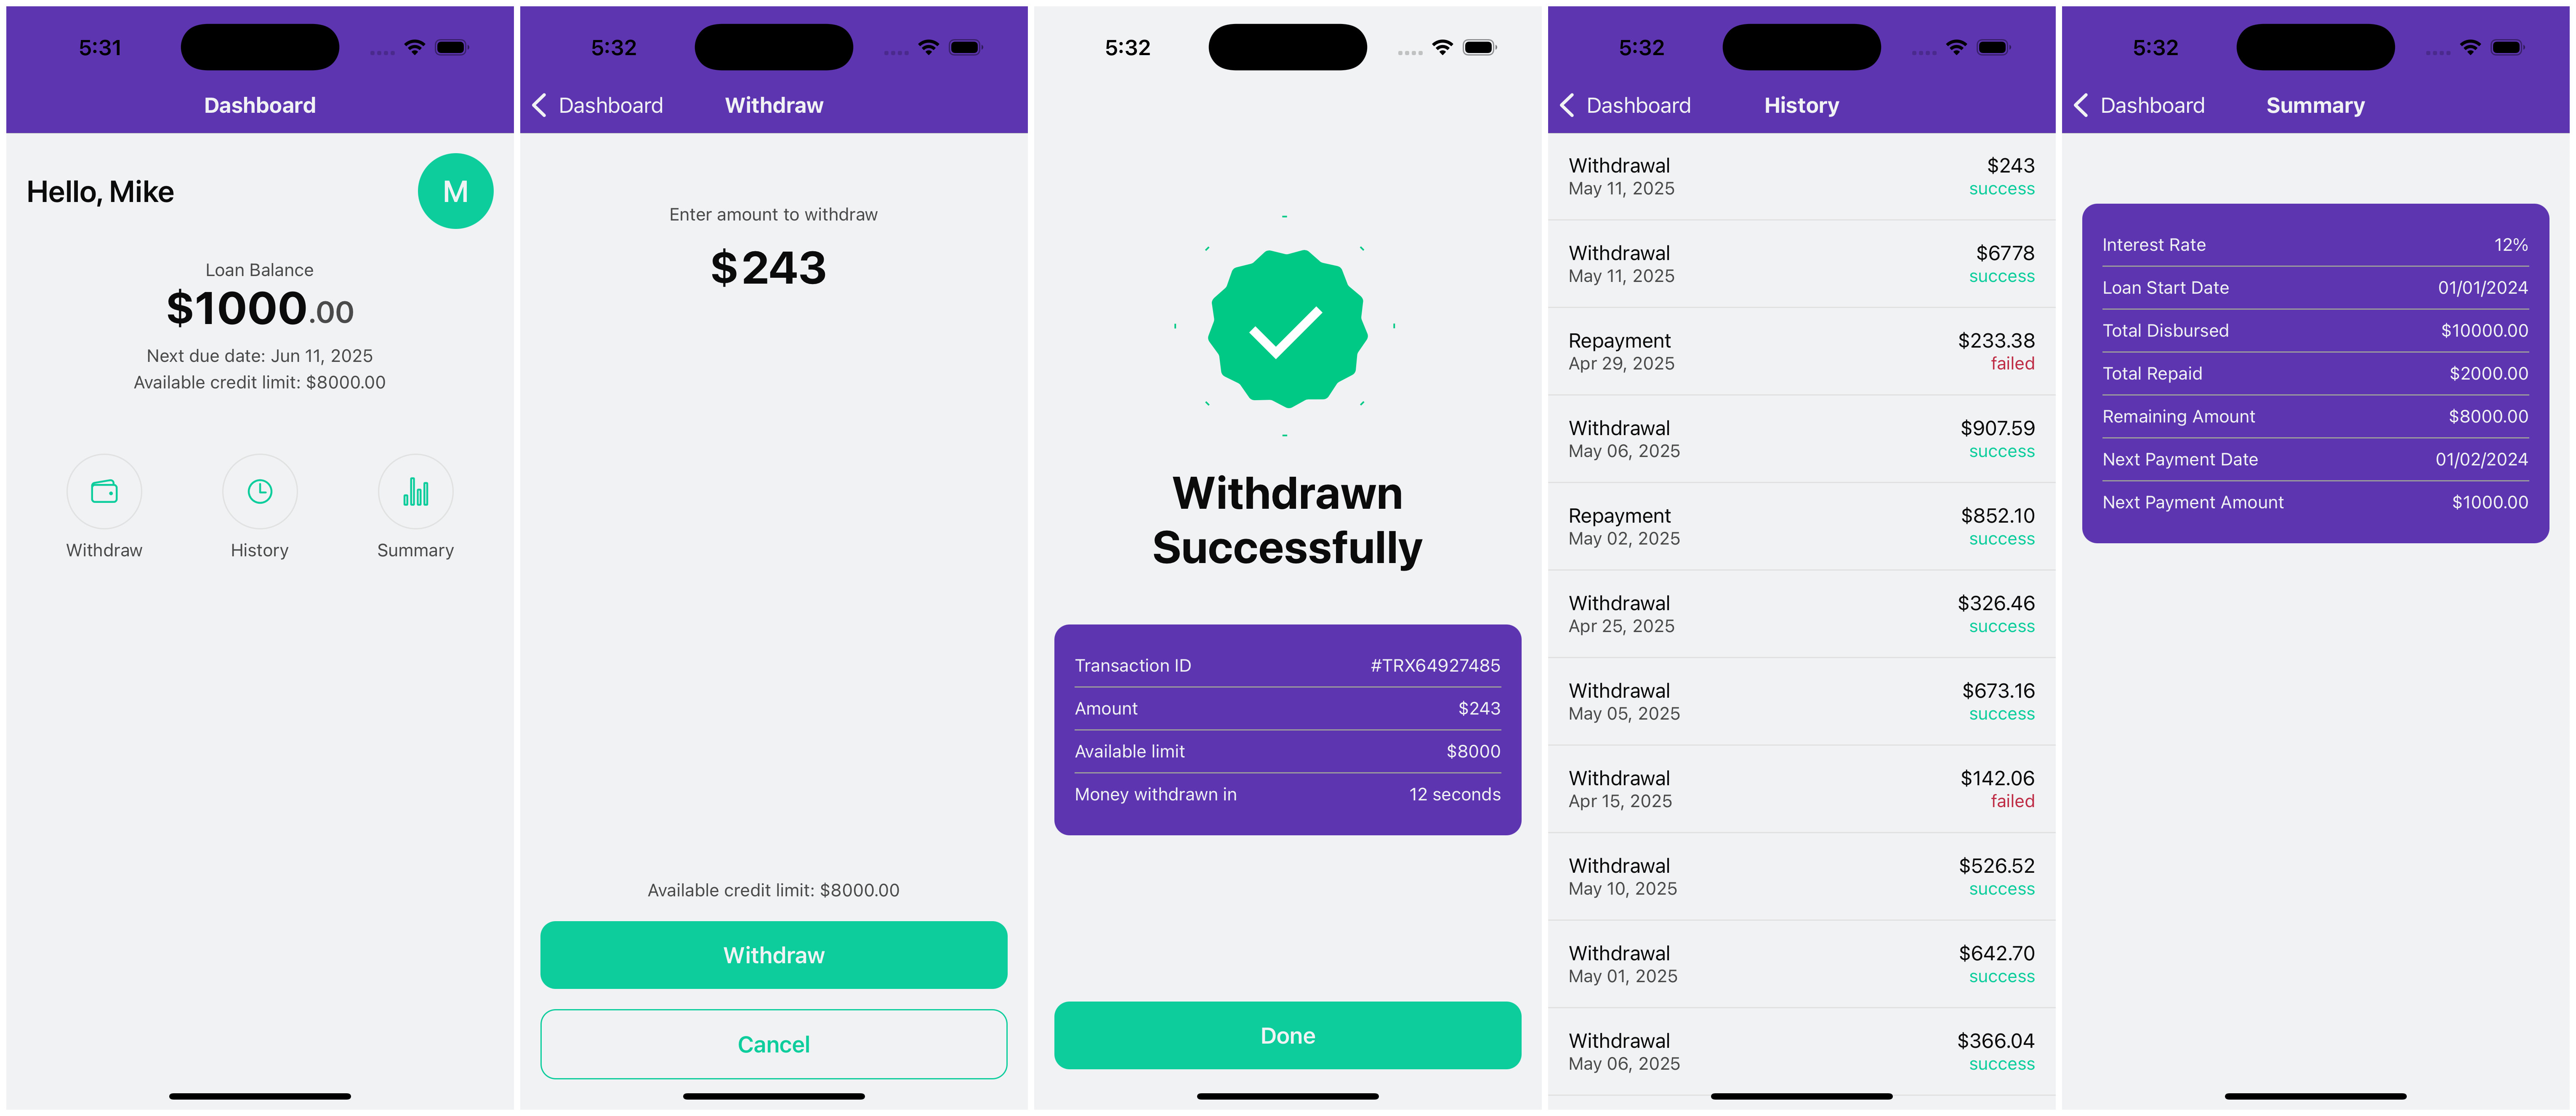 5:31
Dashboard
Hello, Mike
M
Loan Balance
$1000.00
Next due date: Jun 11, 2025
Available credit limit: $8000.00
Withdraw History Summary
5:32
Dashboard Withdraw
Enter amount to withdraw
$243
Available credit limit: $8000.00
Withdraw
Cancel
5:32
Withdrawn
Successfully
Transaction ID #TRX64927485
Amount $243
Available limit $8000
Money withdrawn in 12 seconds
Done
5:32
Dashboard History
Withdrawal $243
May 11, 2025 success
Withdrawal $6778
May 11, 2025 success
Repayment $233.38
Apr 29, 2025 failed
Withdrawal $907.59
May 06, 2025 success
Repayment $852.10
May 02, 2025 success
Withdrawal $326.46
Apr 25, 2025 success
Withdrawal $673.16
May 05, 2025 success
Withdrawal $142.06
Apr 15, 2025 failed
Withdrawal $526.52
May 10, 2025 success
Withdrawal $642.70
May 01, 2025 success
Withdrawal $366.04
May 06, 2025 success
5:32
Dashboard Summary
Interest Rate 12%
Loan Start Date 01/01/2024
Total Disbursed $10000.00
Total Repaid $2000.00
Remaining Amount $8000.00
Next Payment Date 01/02/2024
Next Payment Amount $1000.00